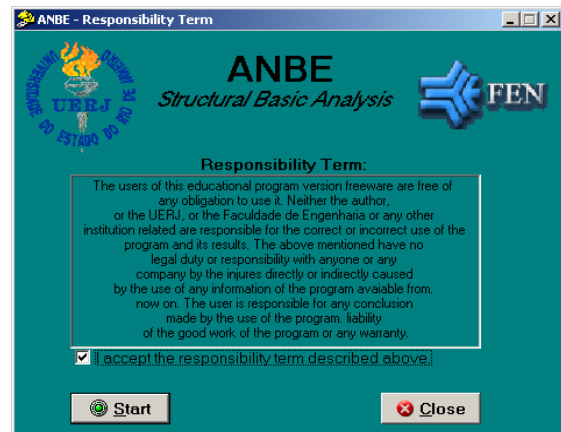 ANBE - Responsibility Term
UNIVERSIDADE DO ESTADO DO RIO DE JANEIRO
UERJ
ANBE
Structural Basic Analysis
FEN
Responsibility Term:
The users of this educational program version freeware are free of
any obligation to use it. Neither the author,
or the UERJ, or the Faculdade de Engenharia or any other
institution related are responsible for the correct or incorrect use of the
program and its results. The above mentioned have no
legal duty or responsibility with anyone or any
company by the injures directly or indirectly caused
by the use of any information of the program avaiable from.
now on. The user is responsible for any conclusion
made by the use of the program. liability
of the good work of the program or any warranty.
I accept the responsibility term described above.
Start
Close